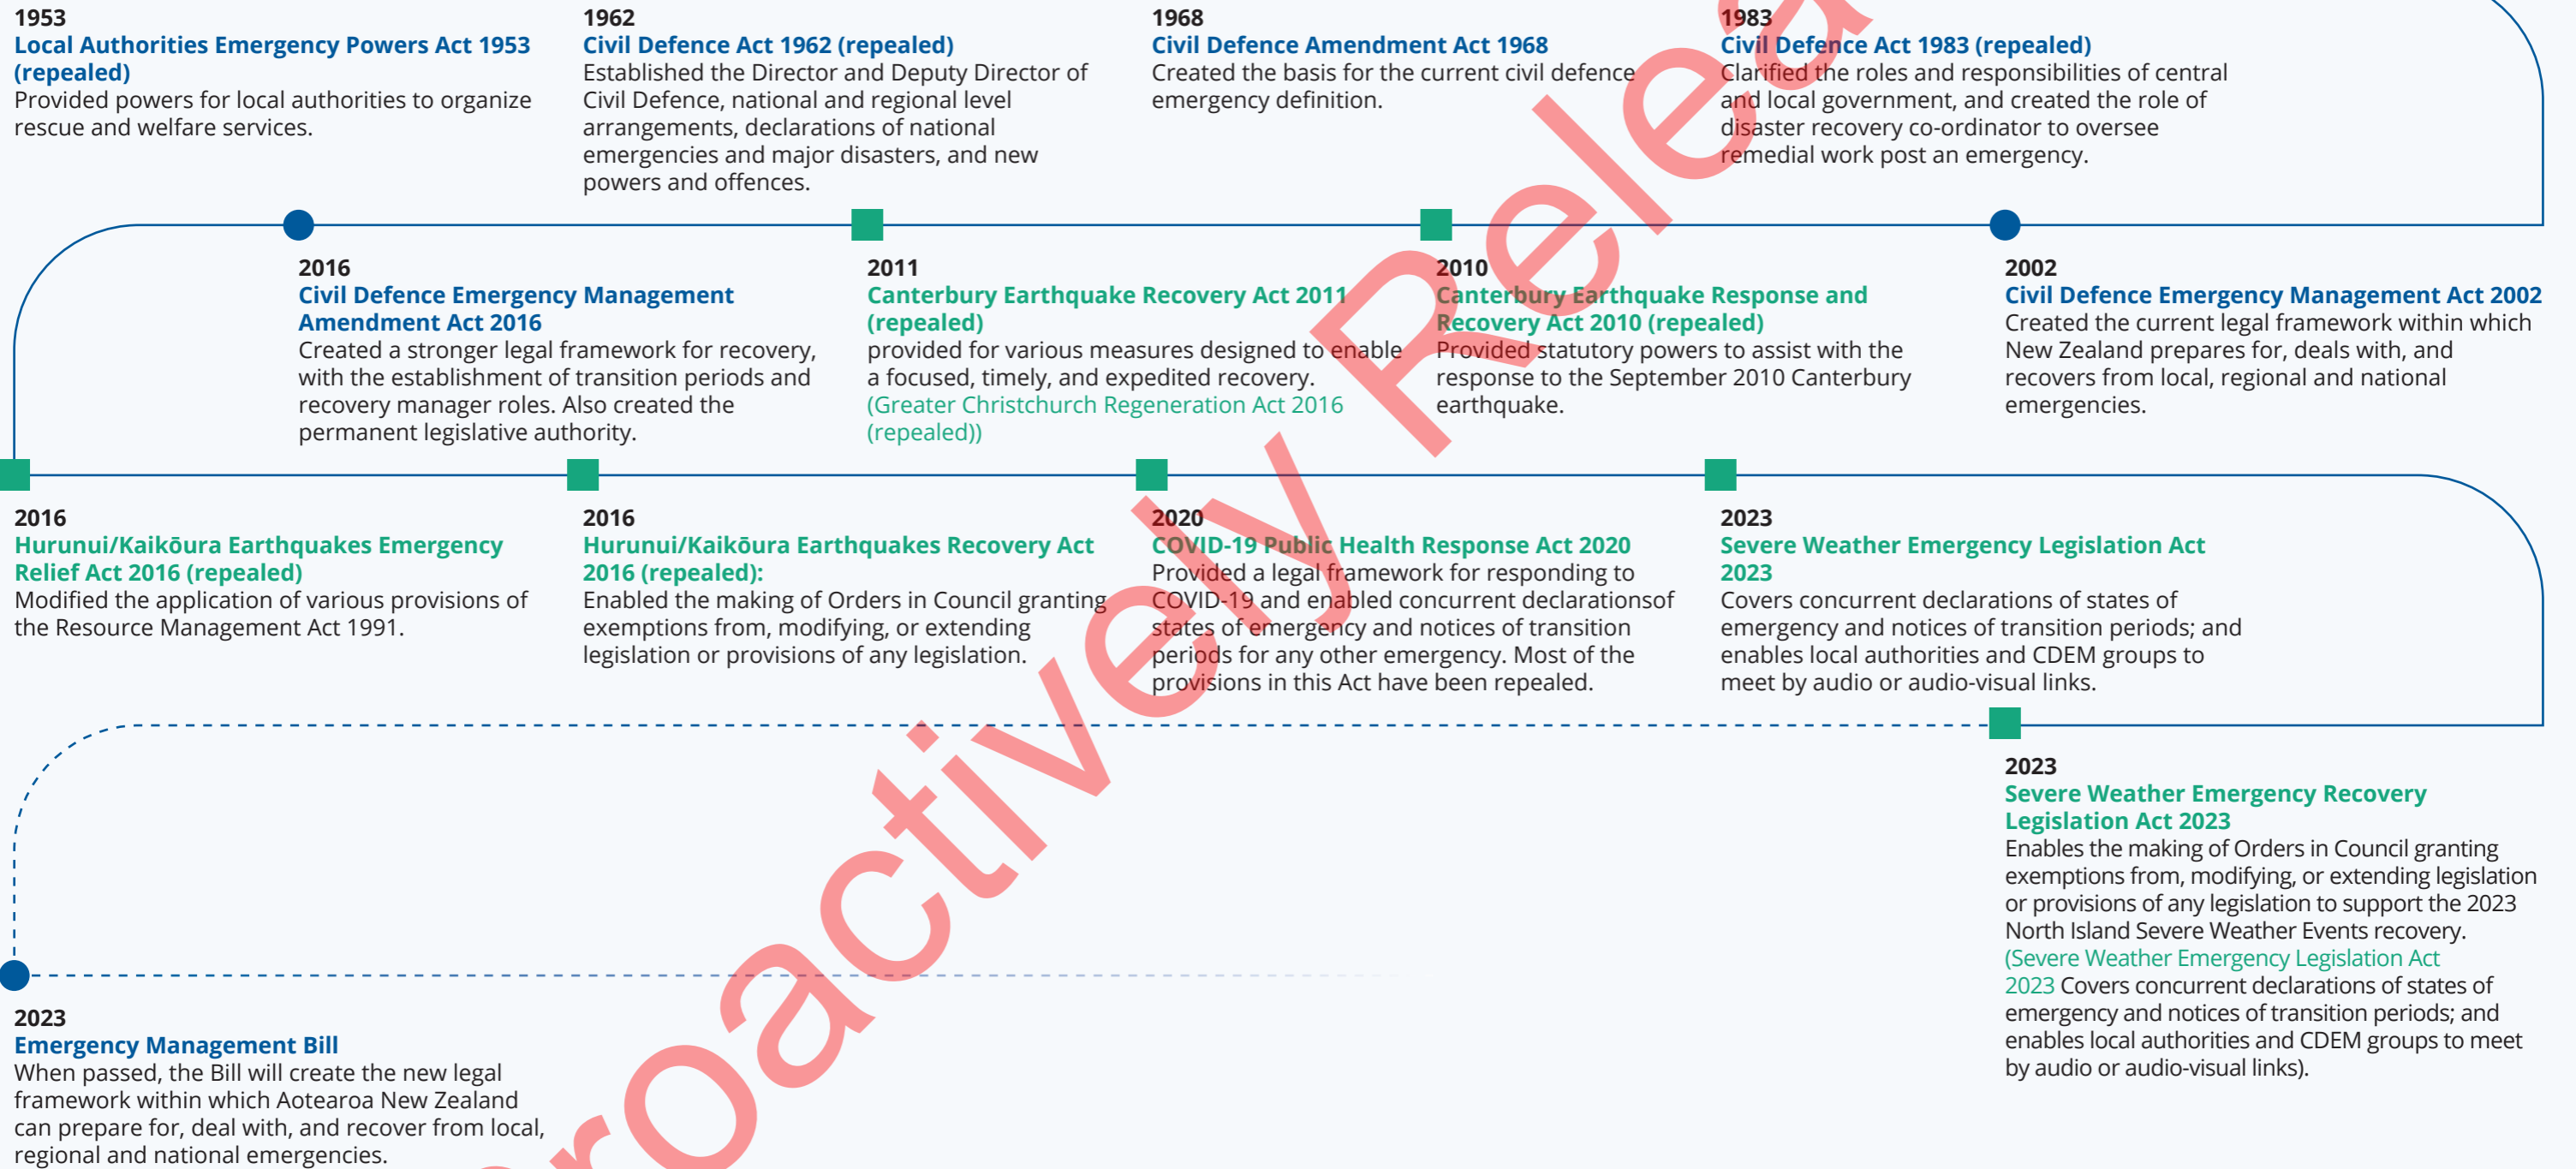 1953
Local Authorities Emergency Powers Act 1953
(repealed)
Provided powers for local authorities to organize
rescue and welfare services.
1962
Civil Defence Act 1962 (repealed)
Established the Director and Deputy Director of
Civil Defence, national and regional level
arrangements, declarations of national
emergencies and major disasters, and new
powers and offences.
1968
Civil Defence Amendment Act 1968
Created the basis for the current civil defence
emergency definition.
1983
Civil Defence Act 1983 (repealed)
Clarified the roles and responsibilities of central
and local government, and created the role of
disaster recovery co-ordinator to oversee
remedial work post an emergency.
2016
Civil Defence Emergency Management
Amendment Act 2016
Created a stronger legal framework for recovery,
with the establishment of transition periods and
recovery manager roles. Also created the
permanent legislative authority.
2011
Canterbury Earthquake Recovery Act 2011
(repealed)
provided for various measures designed to enable
a focused, timely, and expedited recovery.
(Greater Christchurch Regeneration Act 2016
(repealed))
2010
Canterbury Earthquake Response and
Recovery Act 2010 (repealed)
Provided statutory powers to assist with the
response to the September 2010 Canterbury
earthquake.
2002
Civil Defence Emergency Management Act 2002
Created the current legal framework within which
New Zealand prepares for, deals with, and
recovers from local, regional and national
emergencies.
2016
Hurunui/Kaikōura Earthquakes Emergency
Relief Act 2016 (repealed)
Modified the application of various provisions of
the Resource Management Act 1991.
2016
Hurunui/Kaikōura Earthquakes Recovery Act
2016 (repealed):
Enabled the making of Orders in Council granting
exemptions from, modifying, or extending
legislation or provisions of any legislation.
2020
COVID-19 Public Health Response Act 2020
Provided a legal framework for responding to
COVID-19 and enabled concurrent declarationsof
states of emergency and notices of transition
periods for any other emergency. Most of the
provisions in this Act have been repealed.
2023
Severe Weather Emergency Legislation Act
2023
Covers concurrent declarations of states of
emergency and notices of transition periods; and
enables local authorities and CDEM groups to
meet by audio or audio-visual links.
2023
Severe Weather Emergency Recovery
Legislation Act 2023
Enables the making of Orders in Council granting
exemptions from, modifying, or extending legislation
or provisions of any legislation to support the 2023
North Island Severe Weather Events recovery.
(Severe Weather Emergency Legislation Act
2023 Covers concurrent declarations of states of
emergency and notices of transition periods; and
enables local authorities and CDEM groups to meet
by audio or audio-visual links).
2023
Emergency Management Bill
When passed, the Bill will create the new legal
framework within which Aotearoa New Zealand
can prepare for, deal with, and recover from local,
regional and national emergencies.
roactively Relea